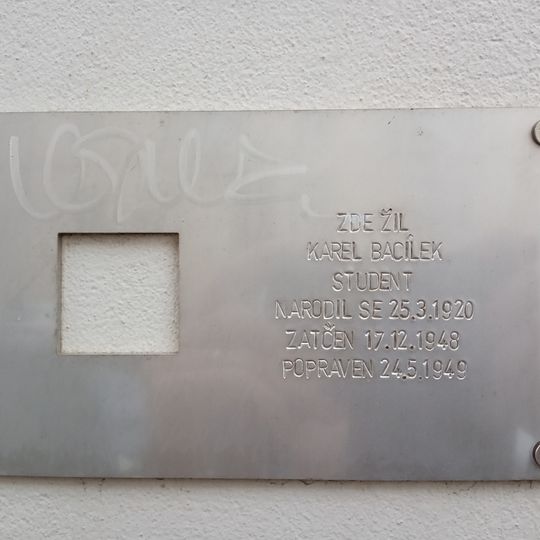 ZDE ŽIL
KAREL BACÍLEK
STUDENT
NARODIL SE 25.3.1920
ZATČEN 17.12.1948
POPRAVEN 24.5.1949